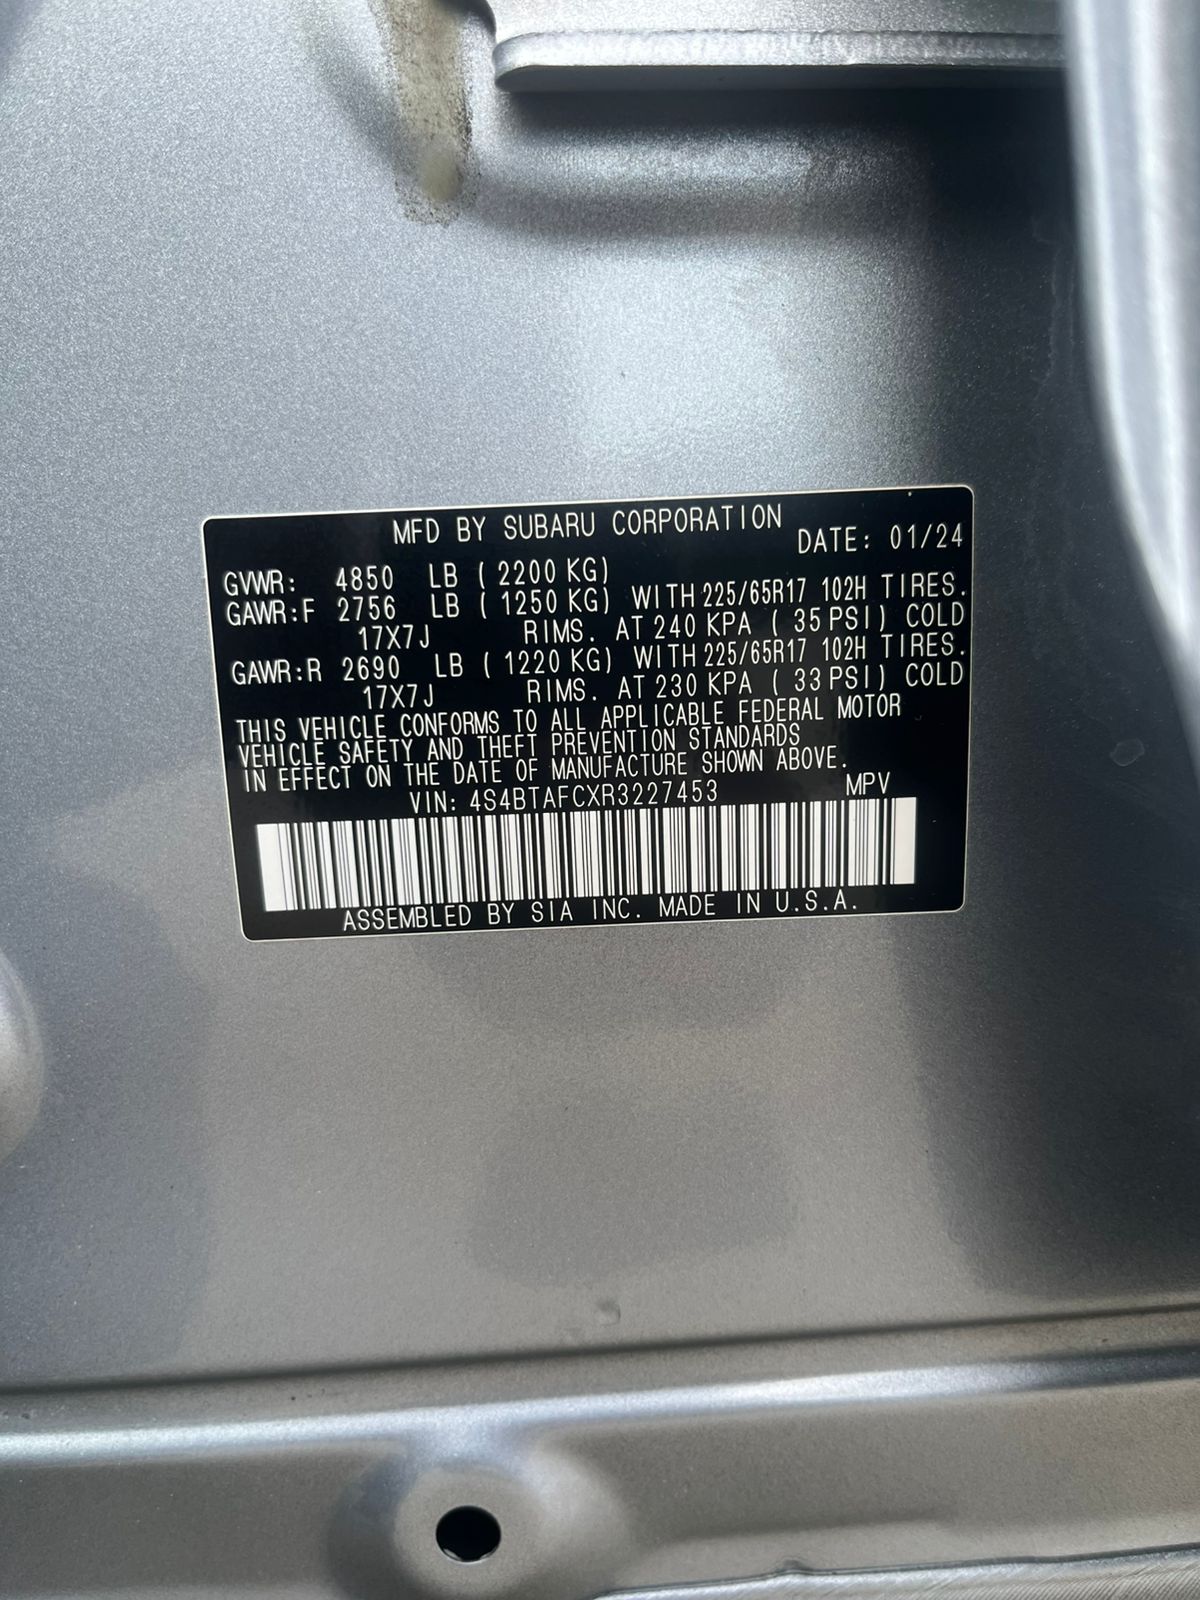 MFD BY SUBARU CORPORATION
DATE: 01/24
GVWR: 4850 LB ( 2200 KG)
GAWR:F 2756 LB ( 1250 KG) WITH 225/65R17 102H TIRES.
17X7J RIMS. AT 240 KPA ( 35 PSI) COLD
GAWR:R 2690 LB ( 1220 KG) WITH 225/65R17 102H TIRES.
17X7J RIMS. AT 230 KPA ( 33 PSI) COLD
THIS VEHICLE CONFORMS TO ALL APPLICABLE FEDERAL MOTOR
VEHICLE SAFETY AND THEFT PREVENTION STANDARDS
IN EFFECT ON THE DATE OF MANUFACTURE SHOWN ABOVE.
VIN: 4S4BTAFCXR3227453 MPV
ASSEMBLED BY SIA INC. MADE IN U.S.A.